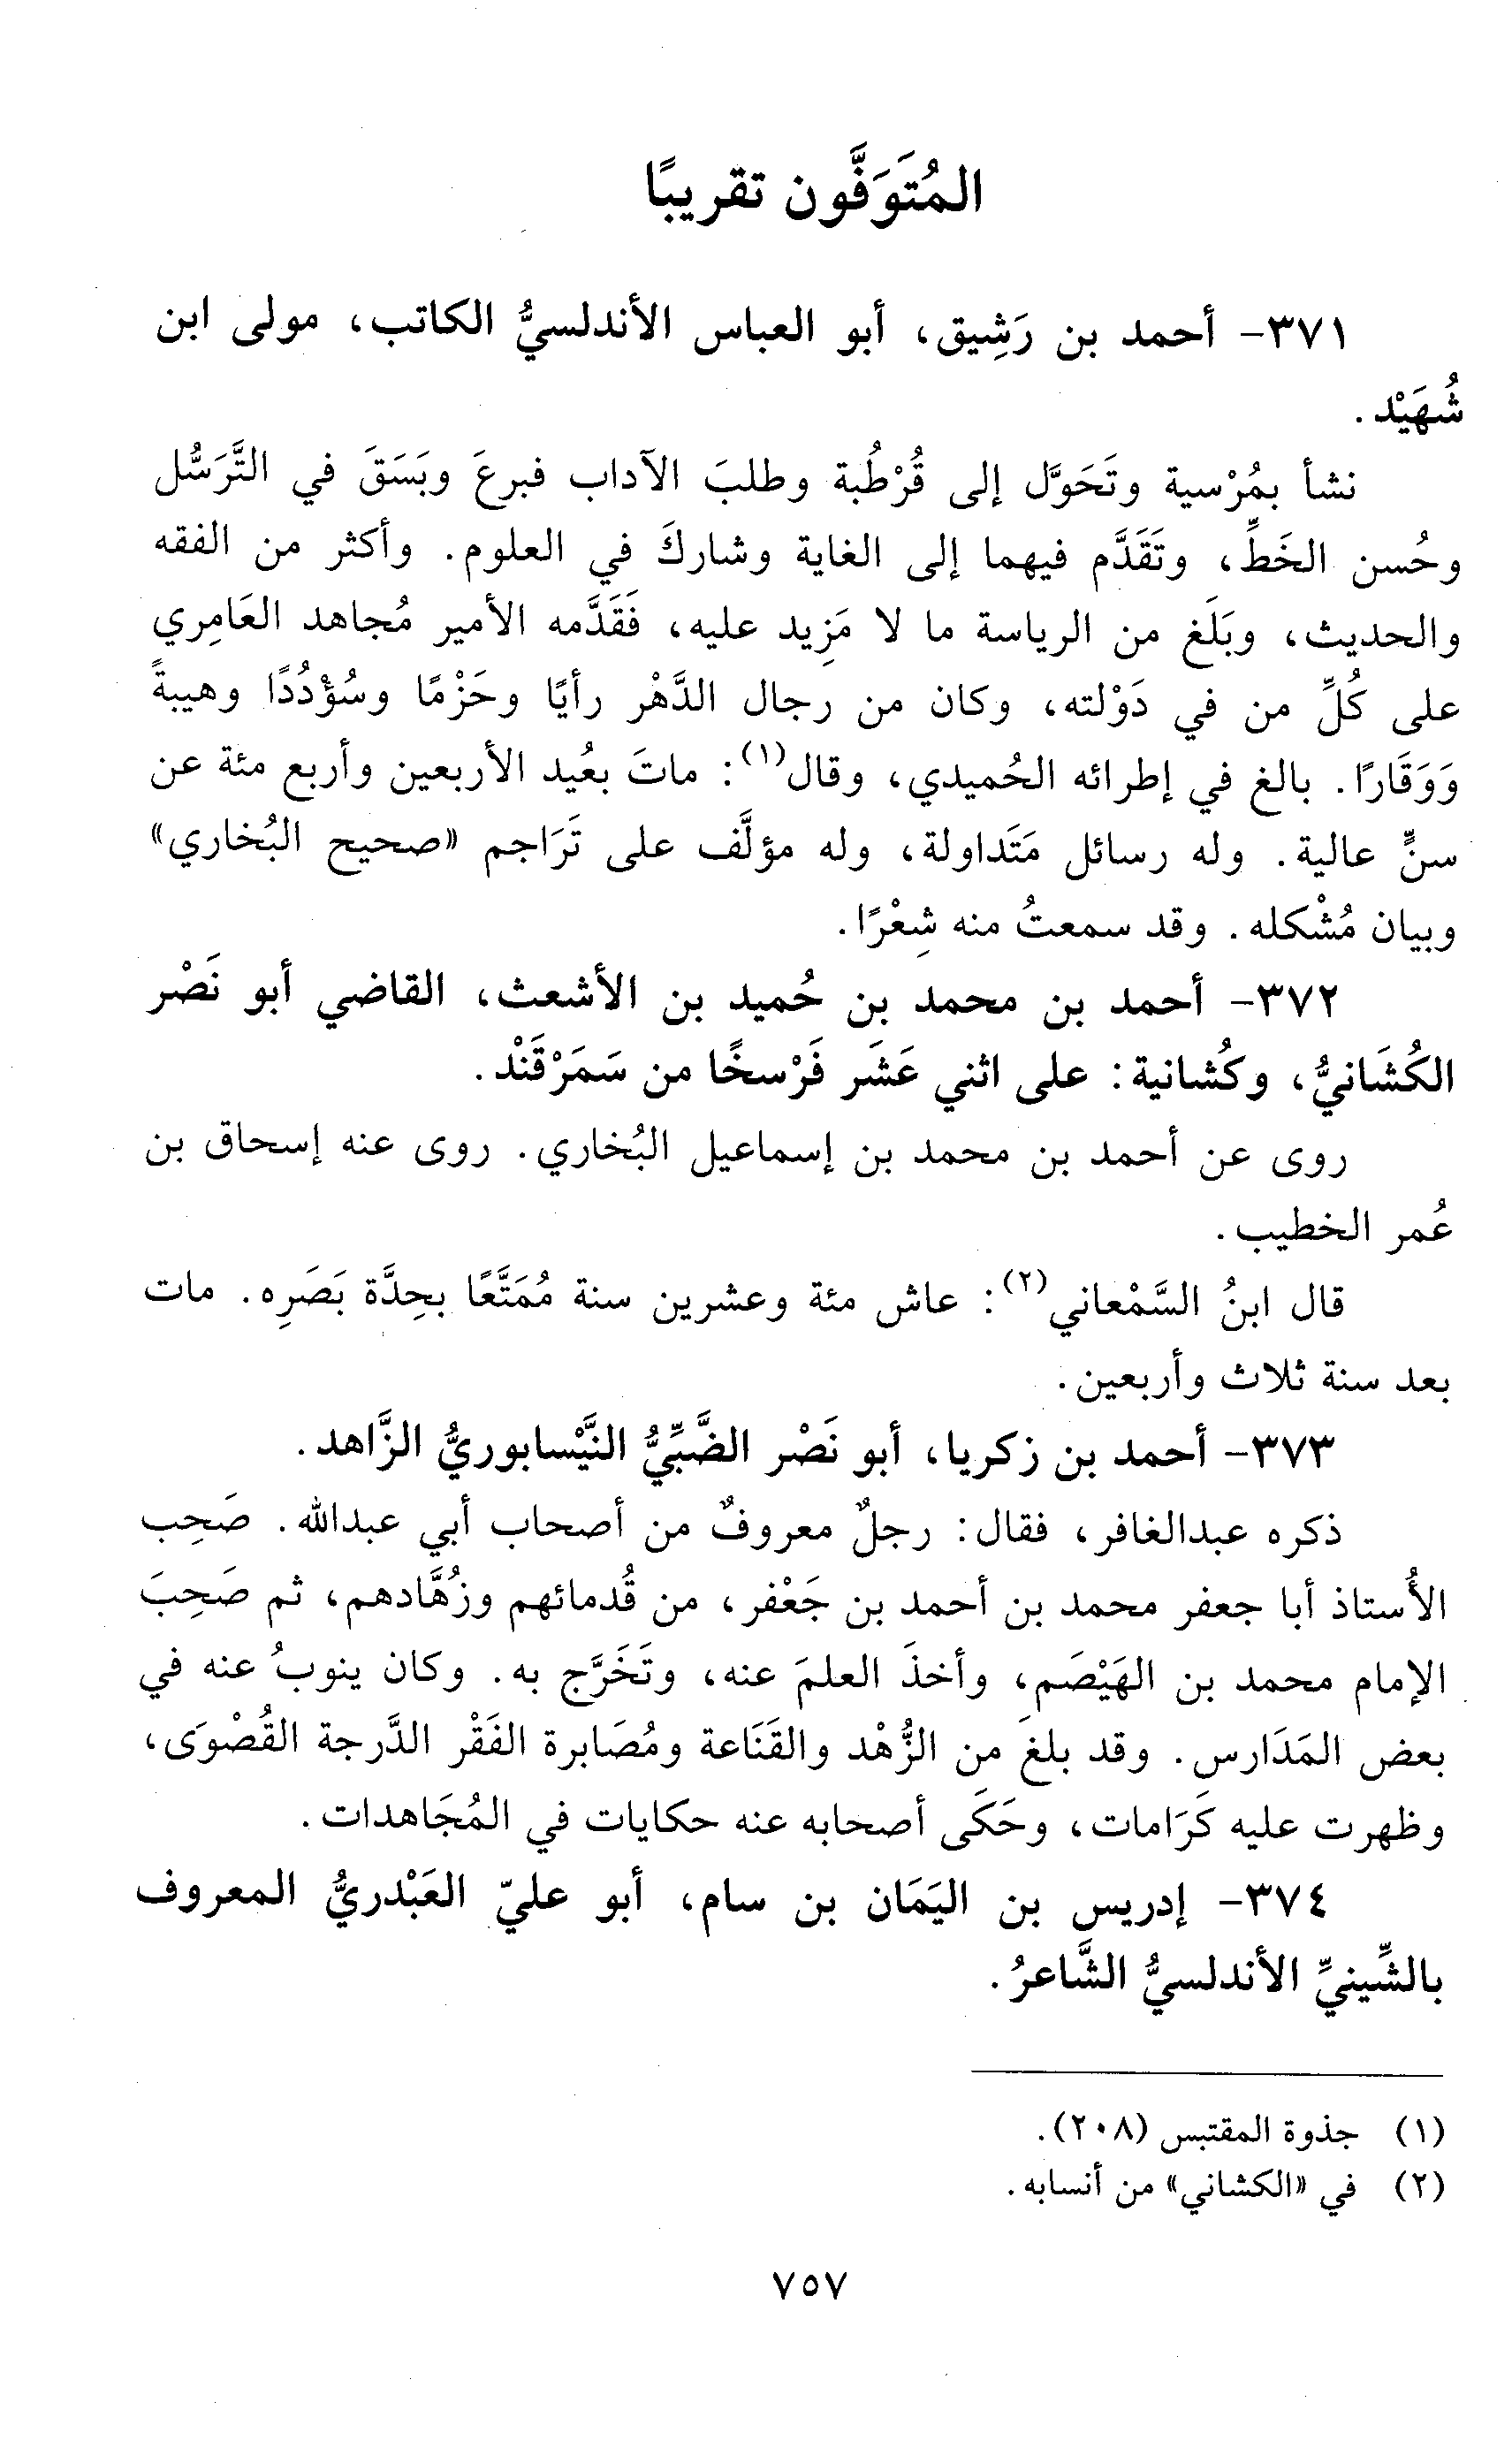 المُتَوَفَّون تقريبًا
٣٧١- أحمد بن رَشِيق، أبو العباس الأندلسيُّ الكاتب، مولى ابن
شُهَيْد.
نشأ بمُرْسية وتَحَوَّل إلى قُرْطُبة وطلبَ الآداب فبرعَ وبَسَقَ في التَّرَسُّل
وحُسن الخَطِّ، وتَقَدَّم فيهما إلى الغاية وشاركَ في العلوم. وأكثر من الفقه
والحديث، وبَلَغ من الرياسة ما لا مَزِيد عليه، فَقَدَّمه الأمير مُجاهد العَامِري
على كُلِّ من في دَوْلته، وكان من رجال الدَّهْر رأيًا وحَزْمًا وسُؤْدُدًا وهيبةً
وَوَقَارًا. بالغ في إطرائه الحُميدي، وقال(١): ماتَ بعُيد الأربعين وأربع مئة عن
سنٍّ عالية. وله رسائل مَتَداولة، وله مؤلَّف على تَرَاجم «صحيح البُخاري»
وبيان مُشْكله. وقد سمعتُ منه شِعْرًا.
٣٧٢- أحمد بن محمد بن حُميد بن الأشعث، القاضي أبو نَصْر
الكُشَانيُّ، وكُشانية: على اثني عَشَر فَرْسخًا من سَمَرْقَنْد.
روى عن أحمد بن محمد بن إسماعيل البُخاري. روى عنه إسحاق بن
عُمر الخطيب.
قال ابنُ السَّمْعاني(٢): عاش مئة وعشرين سنة مُمَتَّعًا بحِدَّة بَصَرِه. مات
بعد سنة ثلاث وأربعين.
٣٧٣- أحمد بن زكريا، أبو نَصْر الضَّبِّيُّ النَّيْسابوريُّ الزَّاهد.
ذكره عبدالغافر، فقال: رجلٌ معروفٌ من أصحاب أبي عبدالله. صَحِب
الأُستاذ أبا جعفر محمد بن أحمد بن جَعْفر، من قُدمائهم وزُهَّادهم، ثم صَحِبَ
الإمام محمد بن الهَيْصَم، وأخذَ العلمَ عنه، وتَخَرَّج به. وكان ينوبُ عنه في
بعض المَدَارس. وقد بلغَ من الزُّهْد والقَنَاعة ومُصَابرة الفَقْر الدَّرجة القُصْوَى،
وظهرت عليه كَرَامات، وحَكَى أصحابه عنه حكايات في المُجَاهدات.
٣٧٤- إدريس بن اليَمَان بن سام، أبو عليّ العَبْدريُّ المعروف
بالشِّينيِّ الأندلسيُّ الشَّاعرُ.
(١) جذوة المقتبس (٢٠٨).
(٢) في «الكشاني» من أنسابه.
٧٥٧